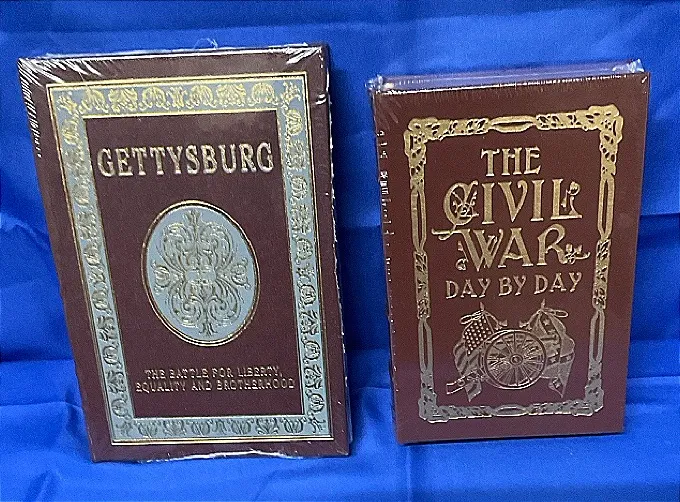 GETTYSBURG
THE BATTLE FOR LIBERTY,
EQUALITY AND BROTHERHOOD
THE
CIVIL
WAR
DAY BY DAY